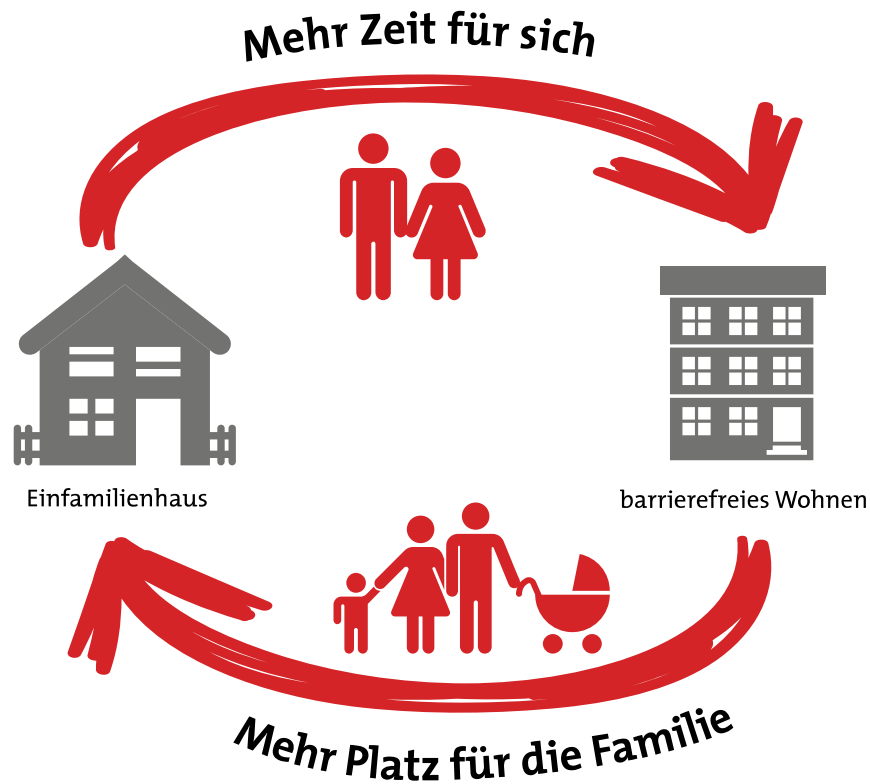 Mehr Zeit für sich
Einfamilienhaus
barrierefreies Wohnen
Mehr Platz für die Familie